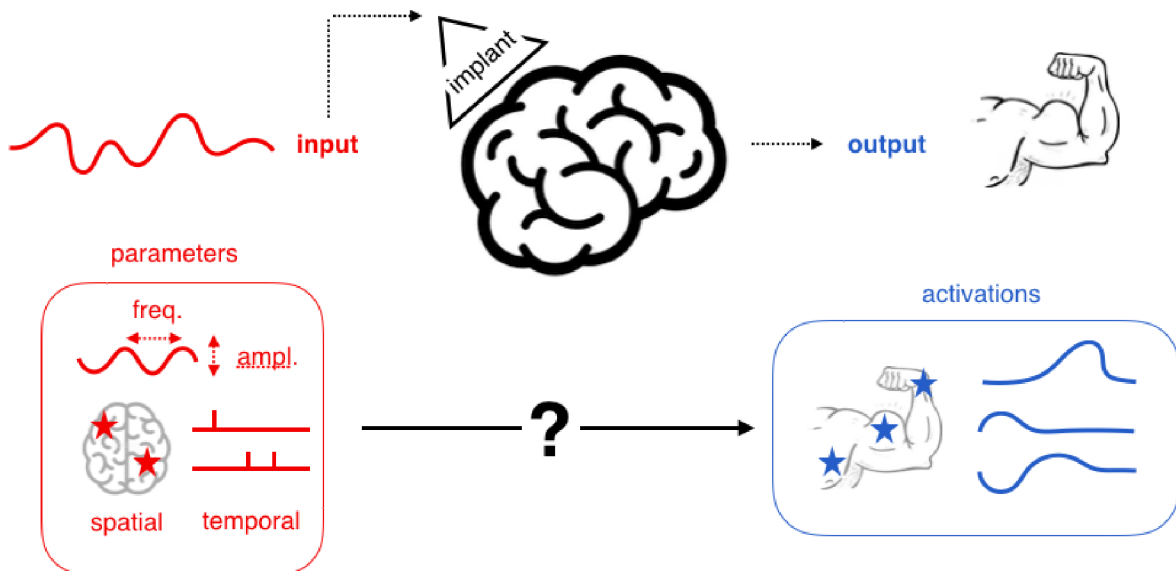 implant
input
output
parameters
activations
freq.
ampl.
?
spatial
temporal